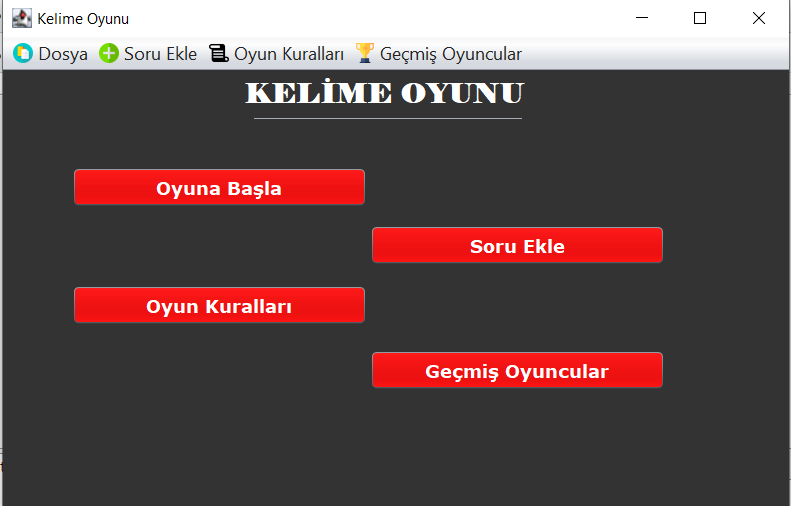 Kelime Oyunu
Dosya Soru Ekle Oyun Kuralları Geçmiş Oyuncular
KELİME OYUNU
Oyuna Başla
Soru Ekle
Oyun Kuralları
Geçmiş Oyuncular